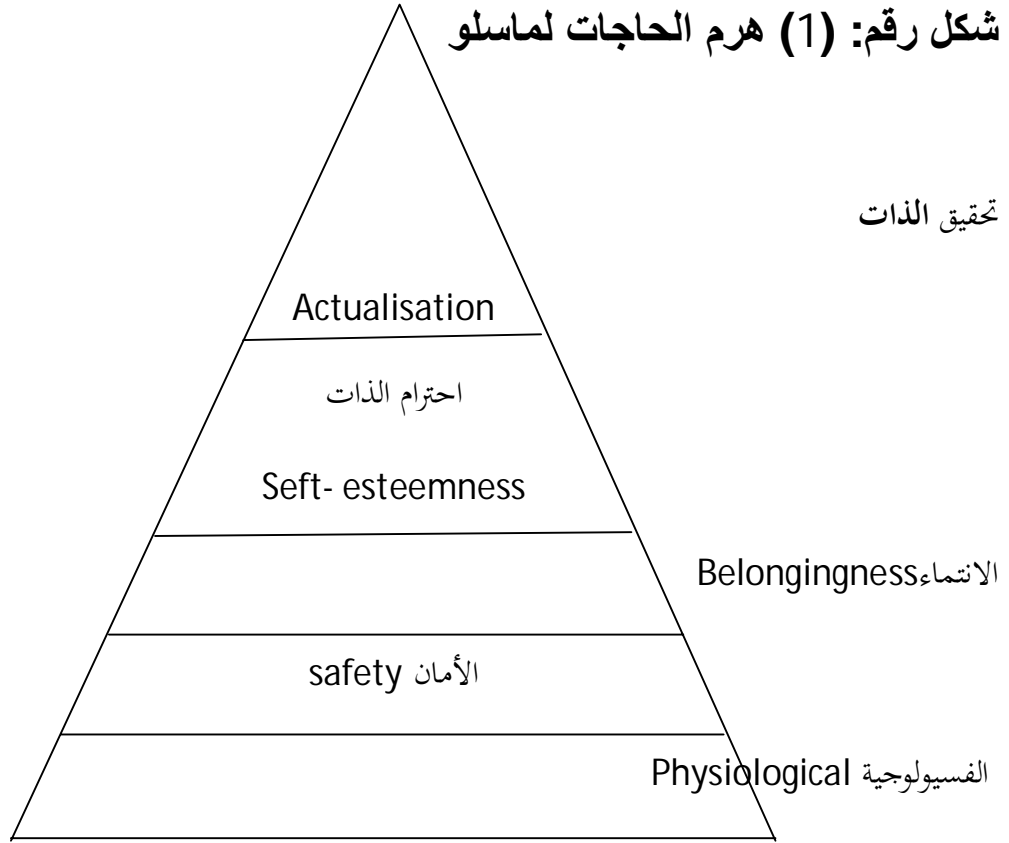 شكل رقم: (1) هرم الحاجات لماسلو
تحقيق الذات
Actualisation
احترام الذات
Seft- esteemness
الانتماءBelongingness
الأمان safety
الفسيولوجية Physiological